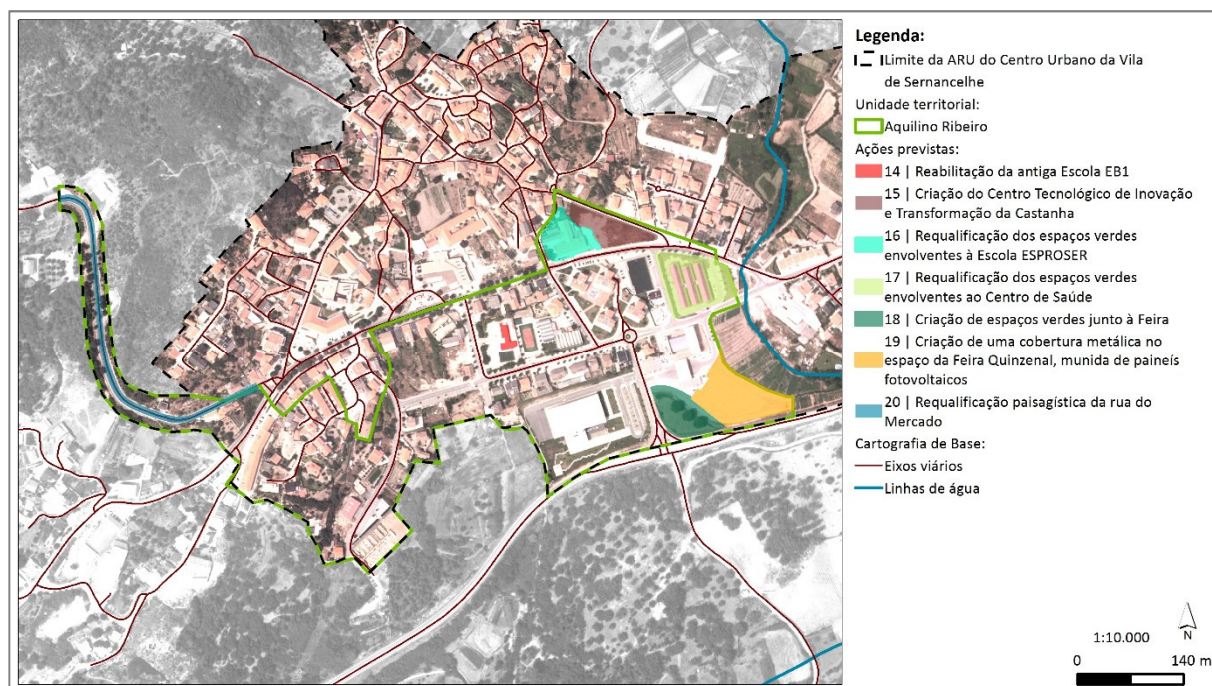 Legenda:
Limite da ARU do Centro Urbano da Vila
de Sernancelhe
Unidade territorial:
Aquilino Ribeiro
Ações previstas:
14 | Reabilitação da antiga Escola EB1
15 | Criação do Centro Tecnológico de Inovação
e Transformação da Castanha
16 | Requalificação dos espaços verdes
envolventes à Escola ESPROSER
17 | Requalificação dos espaços verdes
envolventes ao Centro de Saúde
18 | Criação de espaços verdes junto à Feira
19 | Criação de uma cobertura metálica no
espaço da Feira Quinzenal, munida de paineís
fotovoltaicos
20 | Requalificação paisagística da rua do
Mercado
Cartografia de Base:
Eixos viários
Linhas de água
1:10.000
N
0 140 m